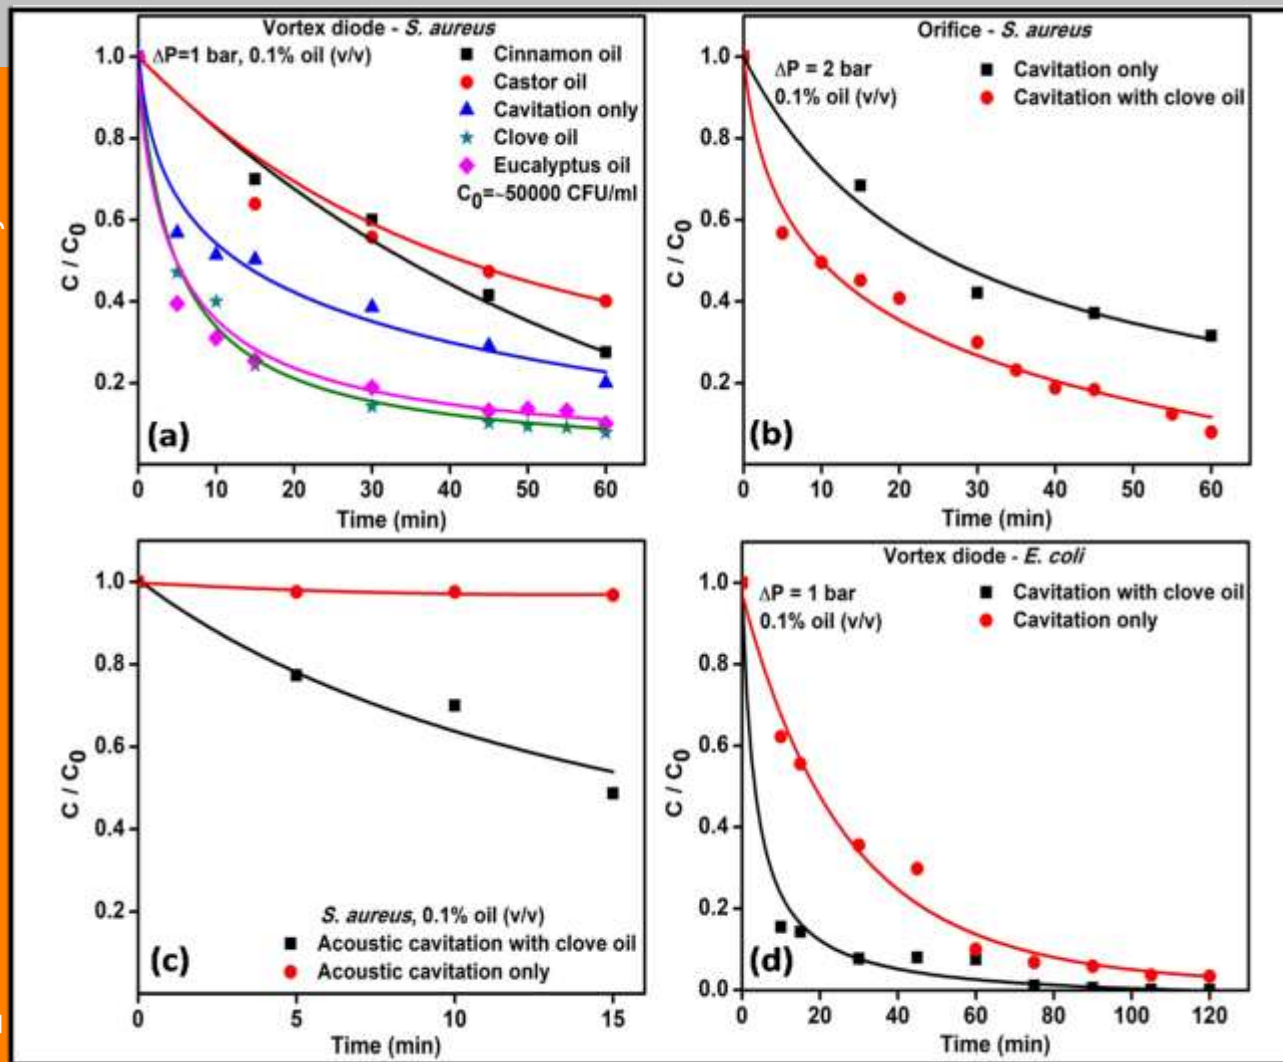 Vortex diode - S. aureus
ΔP=1 bar, 0.1% oil (v/v)
Cinnamon oil
Castor oil
Cavitation only
Clove oil
Eucalyptus oil
C0=~50000 CFU/ml
C / C0
1.0
0.8
0.6
0.4
0.2
(a)
0 10 20 30 40 50 60
Time (min)
Orifice - S. aureus
ΔP = 2 bar
0.1% oil (v/v)
Cavitation only
Cavitation with clove oil
C / C0
1.0
0.8
0.6
0.4
0.2
(b)
0 10 20 30 40 50 60
Time (min)
C / C0
1.0
0.8
0.6
0.4
0.2
S. aureus, 0.1% oil (v/v)
Acoustic cavitation with clove oil
Acoustic cavitation only
(c)
0 5 10 15
Time (min)
Vortex diode - E. coli
ΔP = 1 bar
0.1% oil (v/v)
Cavitation with clove oil
Cavitation only
C / C0
1.0
0.8
0.6
0.4
0.2
0.0
(d)
0 20 40 60 80 100 120
Time (min)